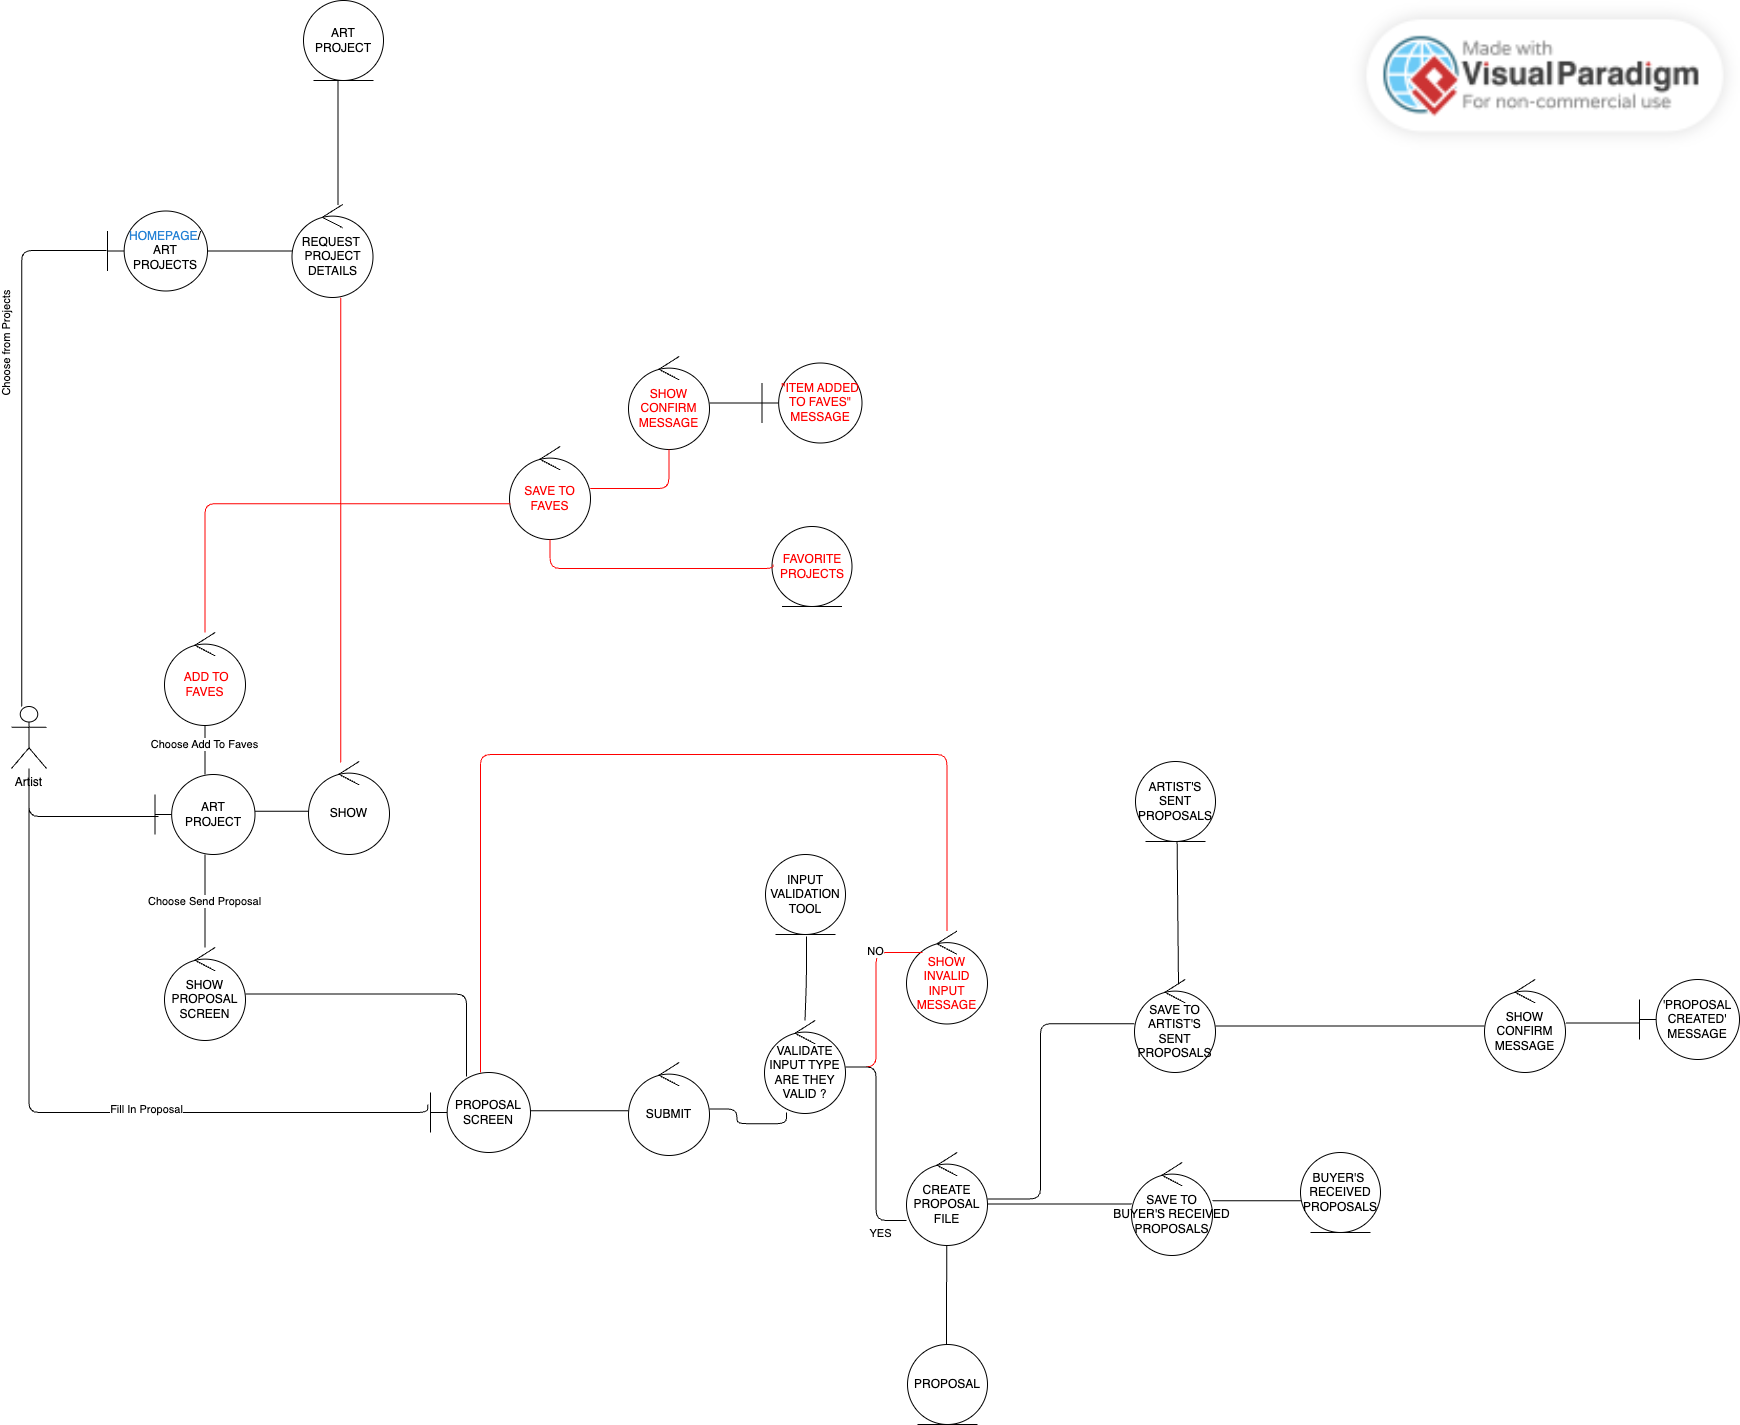 ART
PROJECT
Made with
Visual Paradigm
For non-commercial use
HOMEPAGE/
ART
PROJECTS
REQUEST
PROJECT
DETAILS
Choose from Projects
SHOW
CONFIRM
MESSAGE
"ITEM ADDED
TO FAVES"
MESSAGE
SAVE TO
FAVES
FAVORITE
PROJECTS
ADD TO
FAVES
Choose Add To Faves
Artist
ART
PROJECT
SHOW
Choose Send Proposal
SHOW
PROPOSAL
SCREEN
INPUT
VALIDATION
TOOL
NO
SHOW
INVALID
INPUT
MESSAGE
VALIDATE
INPUT TYPE
ARE THEY
VALID ?
Fill In Proposal
PROPOSAL
SCREEN
SUBMIT
YES
CREATE
PROPOSAL
FILE
PROPOSAL
ARTIST'S
SENT
PROPOSALS
SAVE TO
ARTIST'S
SENT
PROPOSALS
SHOW
CONFIRM
MESSAGE
'PROPOSAL
CREATED'
MESSAGE
SAVE TO
BUYER'S RECEIVED
PROPOSALS
BUYER'S
RECEIVED
PROPOSALS